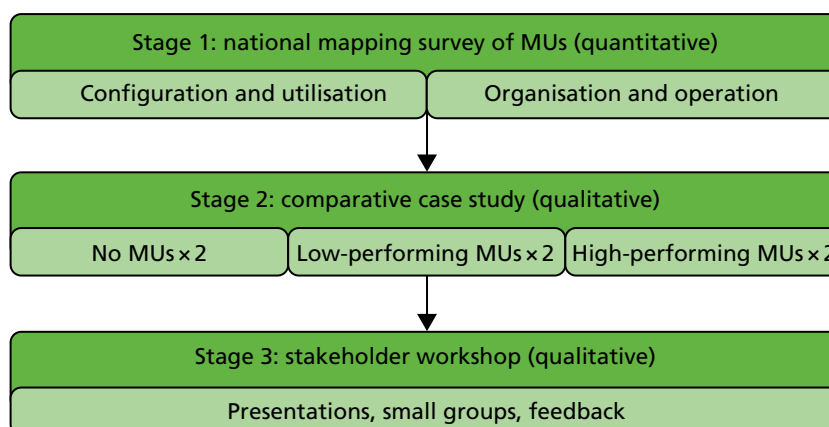 Stage 1: national mapping survey of MUs (quantitative)
Configuration and utilisation
Organisation and operation
Stage 2: comparative case study (qualitative)
No MUs × 2
Low-performing MUs × 2
High-performing MUs × 2
Stage 3: stakeholder workshop (qualitative)
Presentations, small groups, feedback